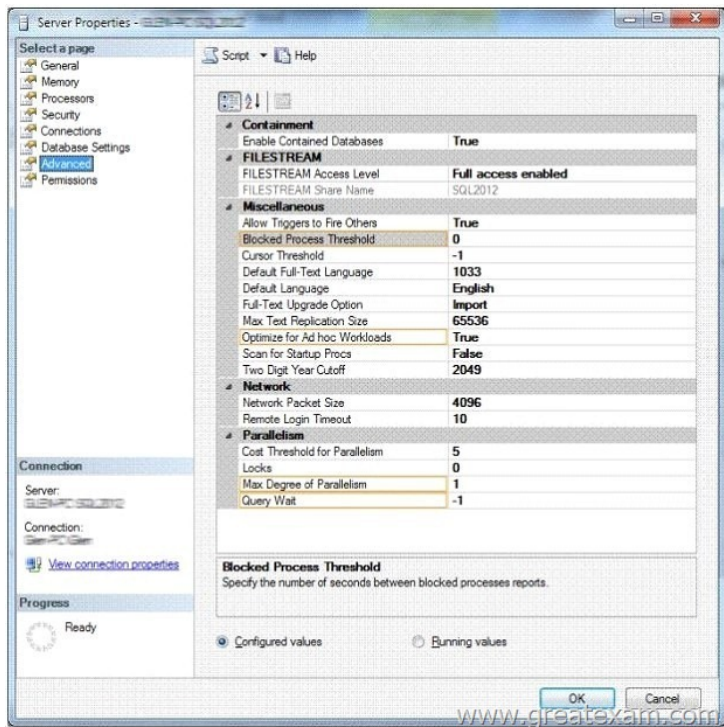 Server Properties -
Select a page
General
Memory
Processors
Security
Connections
Database Settings
Advanced
Permissions
Script Help
Containment
Enable Contained Databases True
FILESTREAM
FILESTREAM Access Level Full access enabled
FILESTREAM Share Name SQL2012
Miscellaneous
Allow Triggers to Fire Others True
Blocked Process Threshold 0
Cursor Threshold -1
Default Full-Text Language 1033
Default Language English
Full-Text Upgrade Option Import
Max Text Replication Size 65536
Optimize for Ad hoc Workloads True
Scan for Startup Procs False
Two Digit Year Cutoff 2049
Network
Network Packet Size 4096
Remote Login Timeout 10
Parallelism
Cost Threshold for Parallelism 5
Locks 0
Max Degree of Parallelism 1
Query Wait -1
Connection
Server:
Connection:
View connection properties
Progress
Ready
Blocked Process Threshold
Specify the number of seconds between blocked processes reports.
Configured values Running values
OK Cancel
www.greatexam.com